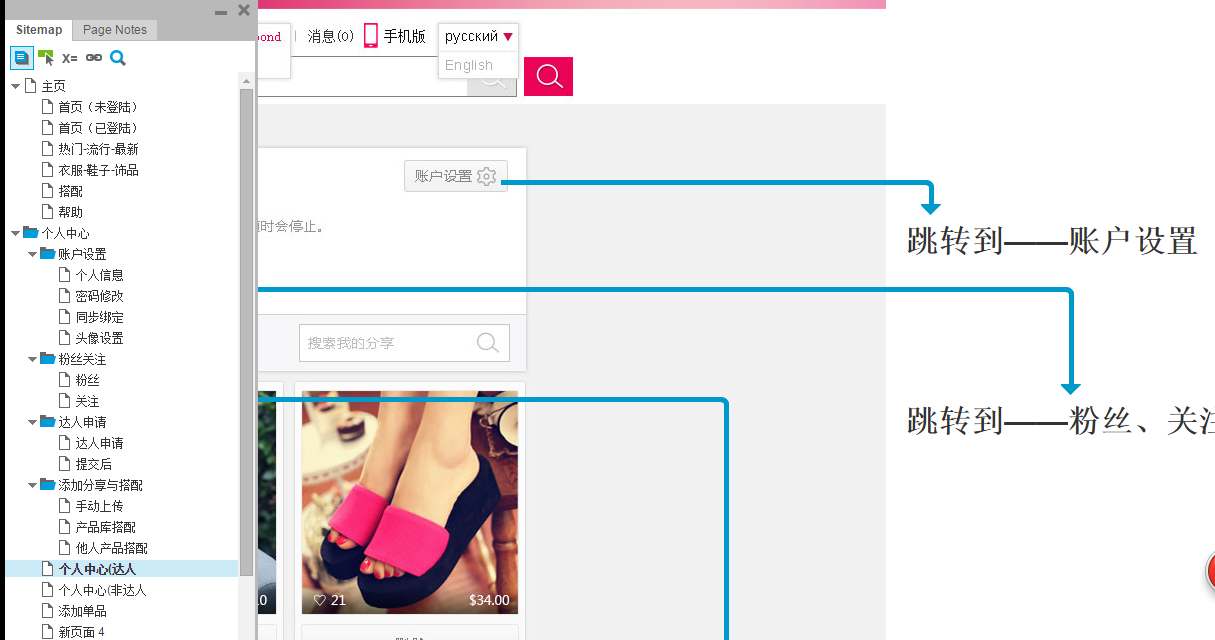 Sitemap
Page Notes
X=
主页
首页（未登陆）
首页（已登陆）
热门-流行-最新
衣服-鞋子-饰品
搭配
帮助
个人中心
账户设置
个人信息
密码修改
同步绑定
头像设置
粉丝关注
粉丝
关注
达人申请
达人申请
提交后
添加分享与搭配
手动上传
产品库搭配
他人产品搭配
个人中心(达人
个人中心(非达人
添加单品
新页面 4
ond
消息(0)
手机版
русский
English
账户设置
时会停止。
搜索我的分享
21
$34.00
跳转到——账户设置
跳转到——粉丝、关注